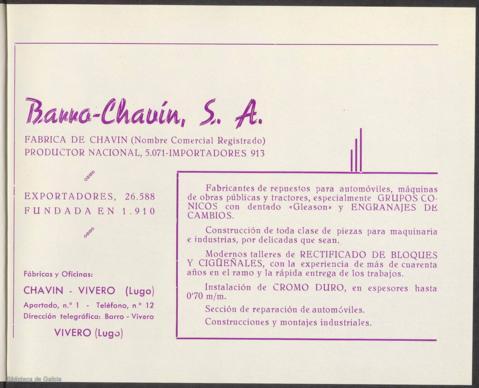 Barro-Chavín, S. A.
FABRICA DE CHAVIN (Nombre Comercial Registrado)
PRODUCTOR NACIONAL, 5.071-IMPORTADORES 913
EXPORTADORES, 26.588
FUNDADA EN 1.910
Fábricas y Oficinas:
CHAVIN - VIVERO (Lugo)
Apartado, n.° 1 - Teléfono, n.° 12
Dirección telegráfica: Barro - Vivero
VIVERO (Lugo)
Fabricantes de repuestos para automóviles, máquinas
de obras públicas y tractores, especialmente GRUPOS CO-
NICOS con dentado «Gleason» y ENGRANAJES DE
CAMBIOS.
Construcción de toda clase de piezas para maquinaria
e industrias, por delicadas que sean.
Modernos talleres de RECTIFICADO DE BLOQUES
Y CIGÜEÑALES, con la experiencia de más de cuarenta
años en el ramo y la rápida entrega de los trabajos.
Instalación de CROMO DURO, en espesores hasta
0'70 m/m.
Sección de reparación de automóviles.
Construcciones y montajes industriales.
Biblioteca de Galicia